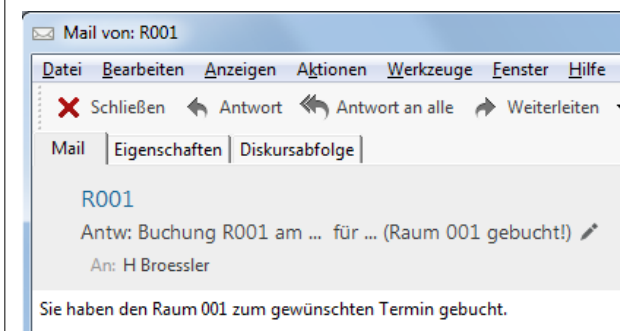 Mail von: R001
Datei Bearbeiten Anzeigen Aktionen Werkzeuge Fenster Hilfe
Schließen Antwort Antwort an alle Weiterleiten
Mail Eigenschaften Diskursabfolge
R001
Antw: Buchung R001 am ... für ... (Raum 001 gebucht!)
An: H Broessler
Sie haben den Raum 001 zum gewünschten Termin gebucht.